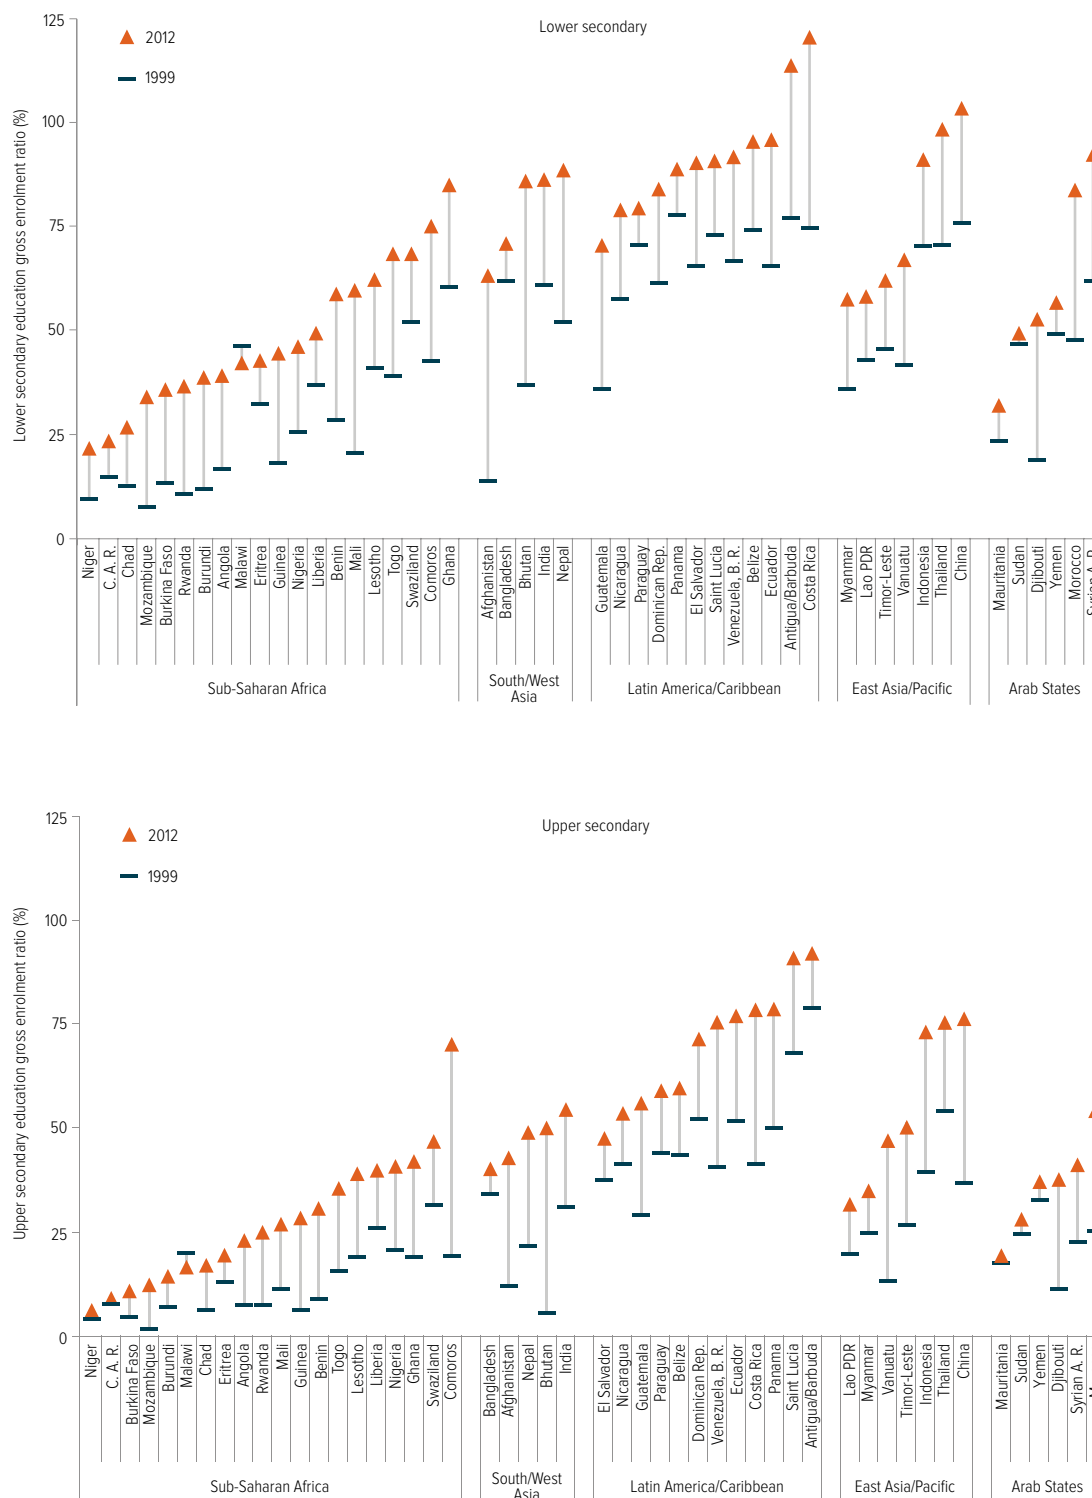 Lower secondary
125
2012
1999
100
75
50
25
0
Lower secondary education gross enrolment ratio (%)
Niger
C. A. R.
Chad
Mozambique
Burkina Faso
Rwanda
Burundi
Angola
Malawi
Eritrea
Guinea
Nigeria
Liberia
Benin
Mali
Lesotho
Togo
Swaziland
Comoros
Ghana
Afghanistan
Bangladesh
Bhutan
India
Nepal
Guatemala
Nicaragua
Paraguay
Dominican Rep.
Panama
El Salvador
Saint Lucia
Venezuela, B. R.
Belize
Ecuador
Antigua/Barbuda
Costa Rica
Myanmar
Lao PDR
Timor-Leste
Vanuatu
Indonesia
Thailand
China
Mauritania
Sudan
Djibouti
Yemen
Morocco
Syrian A. R.
Sub-Saharan Africa
South/West
Asia
Latin America/Caribbean
East Asia/Pacific
Arab States
Upper secondary
125
2012
1999
100
75
50
25
0
Upper secondary education gross enrolment ratio (%)
Niger
C. A. R.
Burkina Faso
Mozambique
Burundi
Malawi
Chad
Eritrea
Angola
Rwanda
Mali
Guinea
Benin
Togo
Lesotho
Liberia
Nigeria
Ghana
Swaziland
Comoros
Bangladesh
Afghanistan
Nepal
Bhutan
India
El Salvador
Nicaragua
Guatemala
Paraguay
Belize
Dominican Rep.
Venezuela, B. R.
Ecuador
Costa Rica
Panama
Saint Lucia
Antigua/Barbuda
Lao PDR
Myanmar
Vanuatu
Timor-Leste
Indonesia
Thailand
China
Mauritania
Sudan
Yemen
Djibouti
Syrian A. R.
Sub-Saharan Africa
South/West
Asia
Latin America/Caribbean
East Asia/Pacific
Arab States